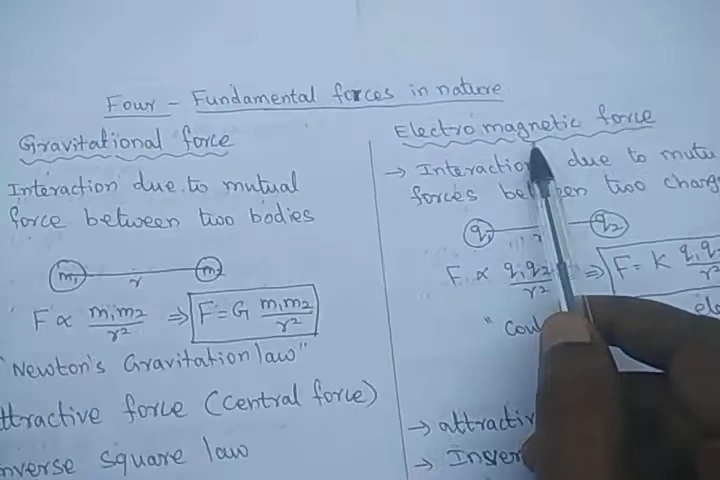 Four - Fundamental forces in nature
Gravitational force
Interaction due to mutual
force between two bodies
m₁ r m₂
F ∝ m₁m₂/r² ⇒ F = G m₁m₂/r²
"Newton's Gravitation law"
ttractive force (central force)
nverse square law
Electromagnetic force
→ Interaction due to mutu
forces between two charg
q₁ r q₂
F ∝ q₁q₂/r² ⇒ F = K q₁q₂/r²
"coul
→ attractiv
→ Inver